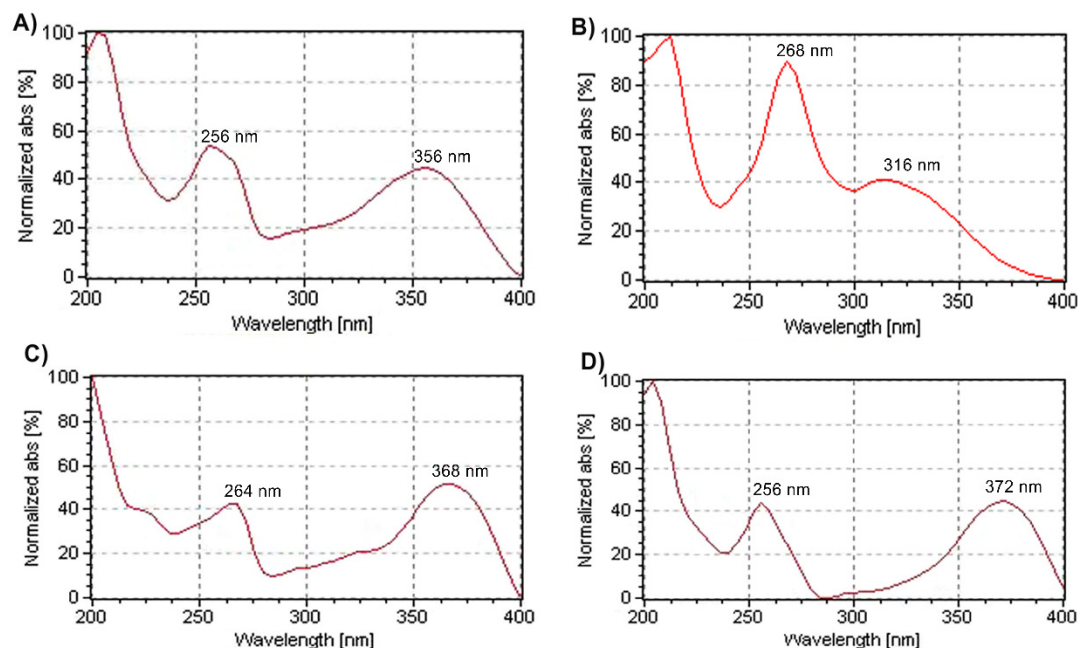 A)
Normalized abs [%]
100
80
60
40
20
0
256 nm
356 nm
200
250
300
350
400
Wavelength [nm]
B)
Normalized abs [%]
100
80
60
40
20
0
268 nm
316 nm
200
250
300
350
400
Wavelength [nm]
C)
Normalized abs [%]
100
80
60
40
20
0
264 nm
368 nm
200
250
300
350
400
Wavelength [nm]
D)
Normalized abs [%]
100
80
60
40
20
0
256 nm
372 nm
200
250
300
350
400
Wavelength [nm]